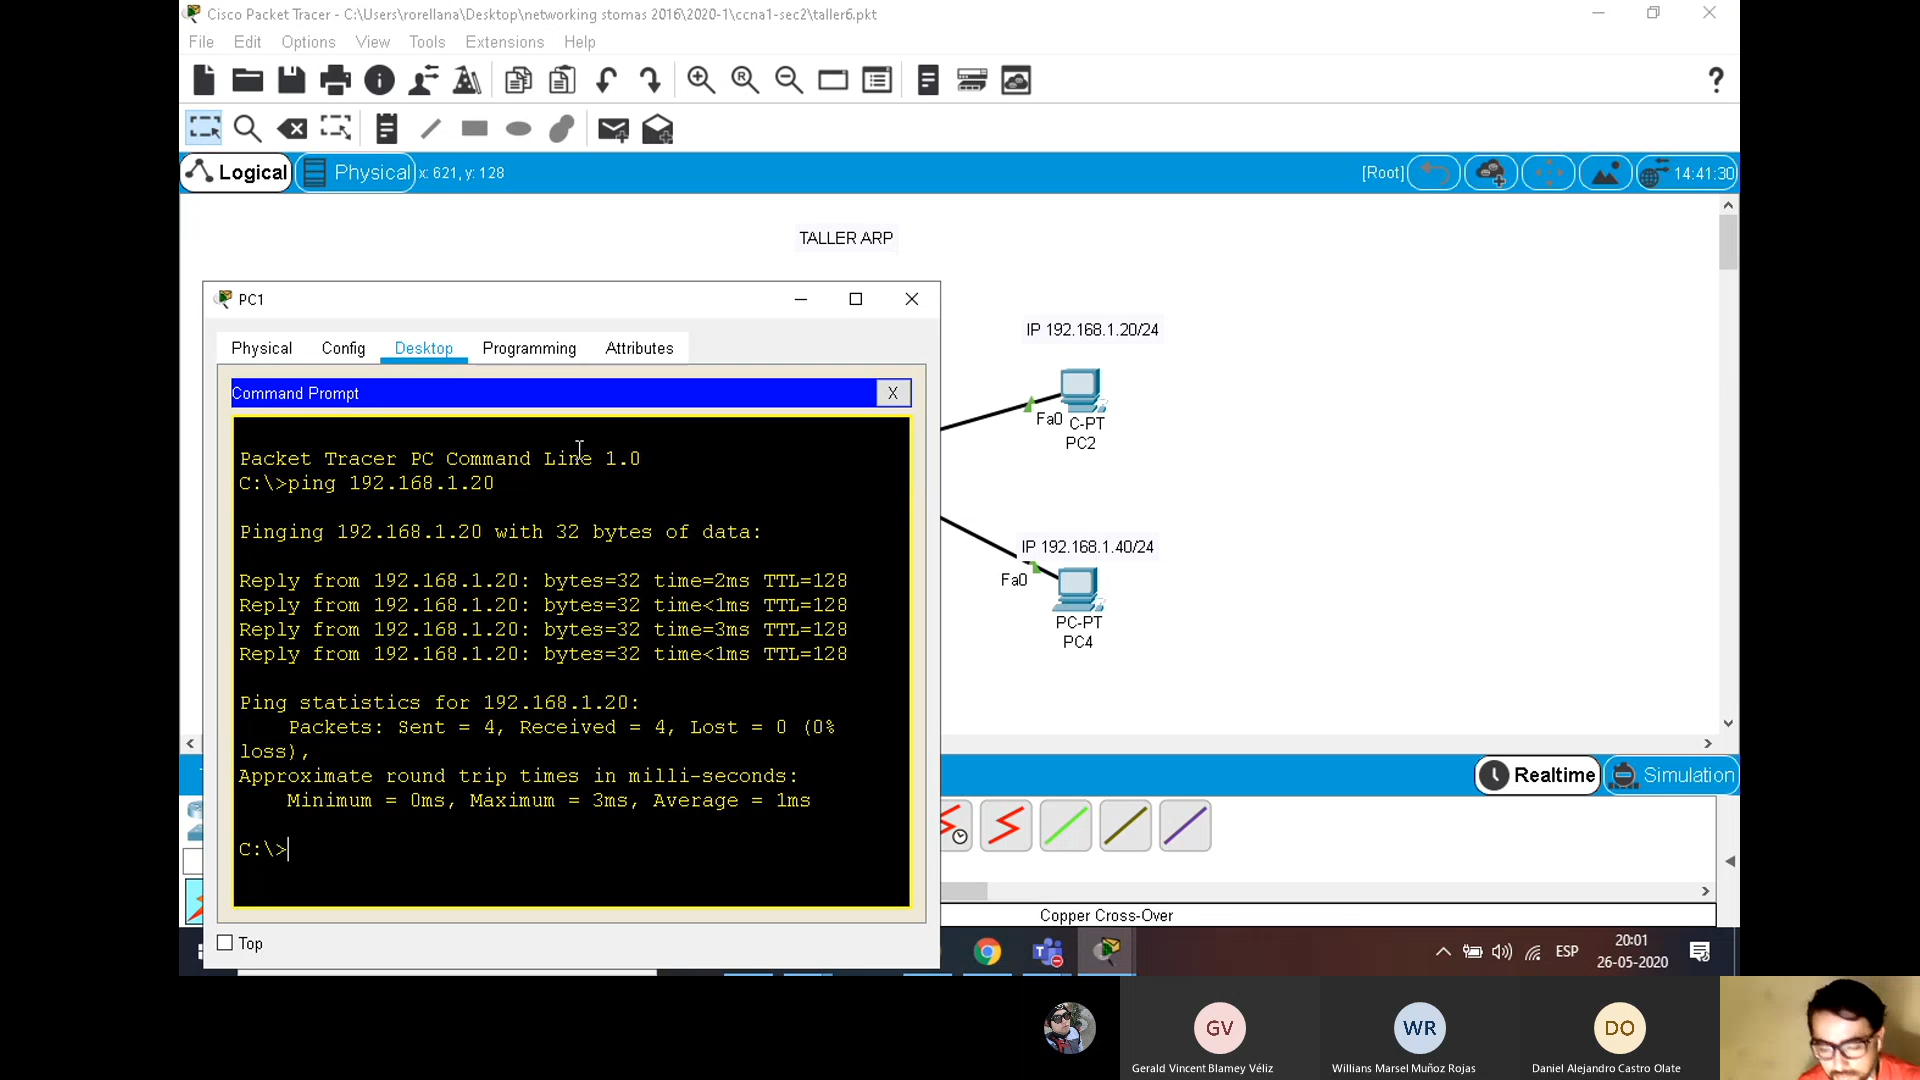 Cisco Packet Tracer - C:\Users\rorellana\Desktop\networking stomas 2016\2020-1\ccna1-sec2\taller6.pkt
File Edit Options View Tools Extensions Help
Logical Physical x: 621, y: 128 [Root] 14:41:30
TALLER ARP
PC1
IP 192.168.1.20/24
Physical Config Desktop Programming Attributes
Command Prompt X
Fa0 C-PT
PC2
Packet Tracer PC Command Line 1.0
C:\>ping 192.168.1.20
Pinging 192.168.1.20 with 32 bytes of data:
IP 192.168.1.40/24
Fa0
PC-PT
PC4
Reply from 192.168.1.20: bytes=32 time=2ms TTL=128
Reply from 192.168.1.20: bytes=32 time<1ms TTL=128
Reply from 192.168.1.20: bytes=32 time=3ms TTL=128
Reply from 192.168.1.20: bytes=32 time<1ms TTL=128
Ping statistics for 192.168.1.20:
Packets: Sent = 4, Received = 4, Lost = 0 (0%
loss),
Approximate round trip times in milli-seconds:
Minimum = 0ms, Maximum = 3ms, Average = 1ms
C:\>
Realtime Simulation
Copper Cross-Over
Top
ESP
20:01
26-05-2020
GV
WR
DO
Gerald Vincent Blamey Véliz
Willians Marsel Muñoz Rojas
Daniel Alejandro Castro Olate